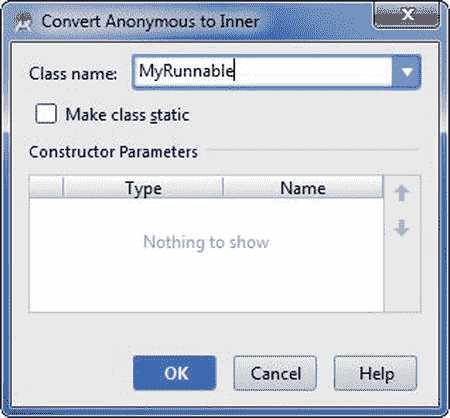 Convert Anonymous to Inner
Class name: MyRunnable
Make class static
Constructor Parameters
Type Name
Nothing to show
OK Cancel Help